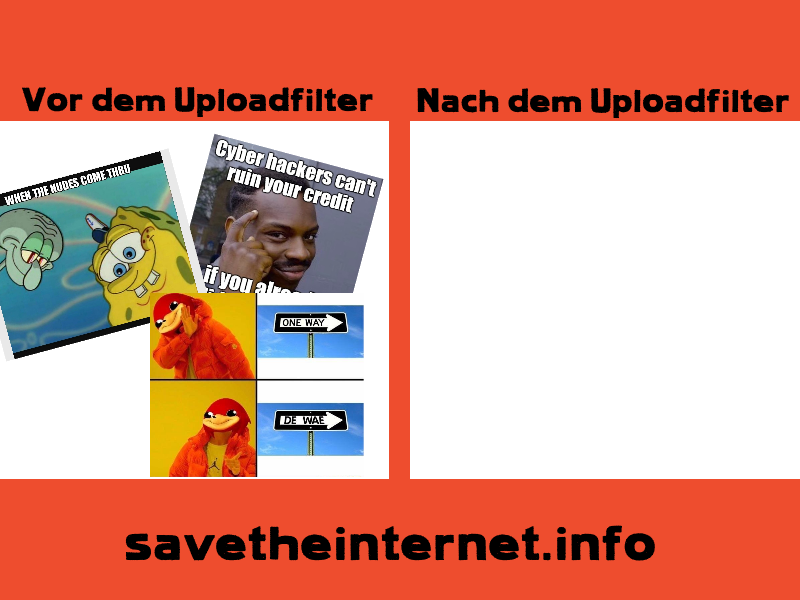 Vor dem Uploadfilter
Nach dem Uploadfilter
WHEN THE NUDES COME THRU
Cyber hackers can't
ruin your credit
if you
ONE WAY
DE WAE
savetheinternet.info